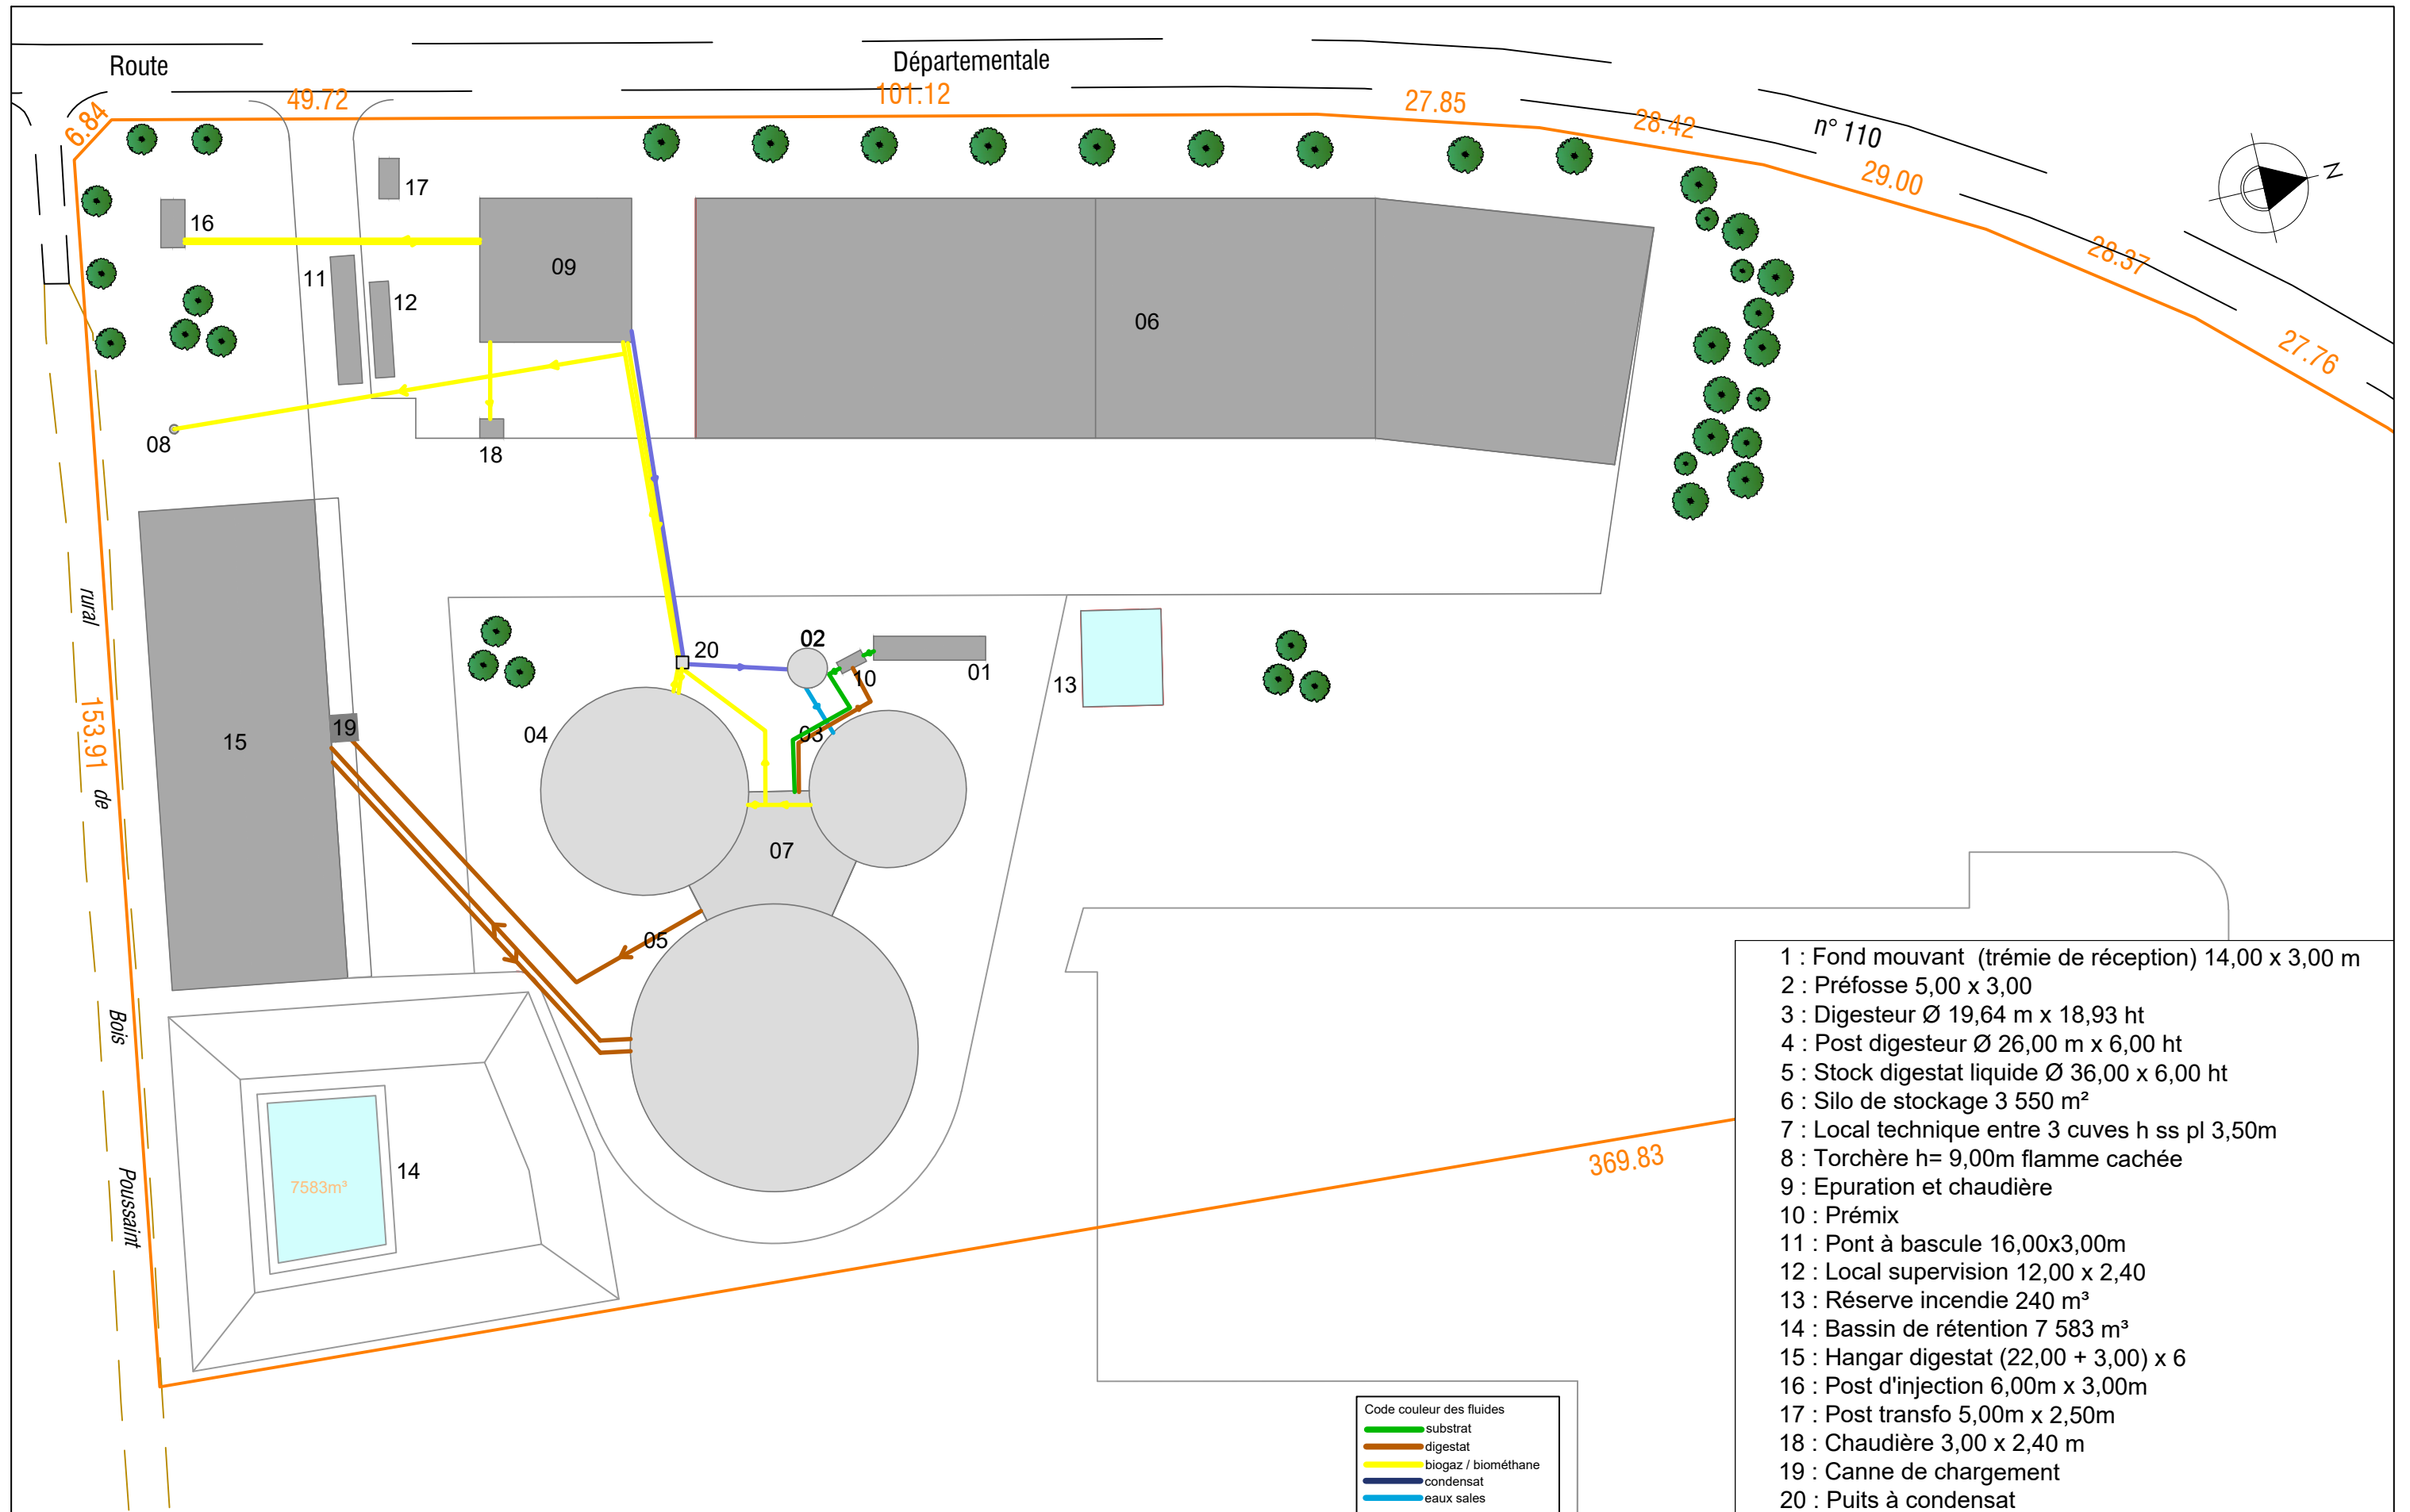 Route
Départementale
n° 110
6.84
49.72
101.12
27.85
28.42
29.00
28.37
27.76
N
17
16
09
11
12
06
08
18
rural
de
Bois
Poussaint
153.91
20
02
10
01
13
04
03
19
15
07
05
14
7583m³
369.83
1 : Fond mouvant (trémie de réception) 14,00 x 3,00 m
2 : Préfosse 5,00 x 3,00
3 : Digesteur Ø 19,64 m x 18,93 ht
4 : Post digesteur Ø 26,00 m x 6,00 ht
5 : Stock digestat liquide Ø 36,00 x 6,00 ht
6 : Silo de stockage 3 550 m²
7 : Local technique entre 3 cuves h ss pl 3,50m
8 : Torchère h= 9,00m flamme cachée
9 : Epuration et chaudière
10 : Prémix
11 : Pont à bascule 16,00x3,00m
12 : Local supervision 12,00 x 2,40
13 : Réserve incendie 240 m³
14 : Bassin de rétention 7 583 m³
15 : Hangar digestat (22,00 + 3,00) x 6
16 : Post d'injection 6,00m x 3,00m
17 : Post transfo 5,00m x 2,50m
18 : Chaudière 3,00 x 2,40 m
19 : Canne de chargement
20 : Puits à condensat
Code couleur des fluides
substrat
digestat
biogaz / biométhane
condensat
eaux sales